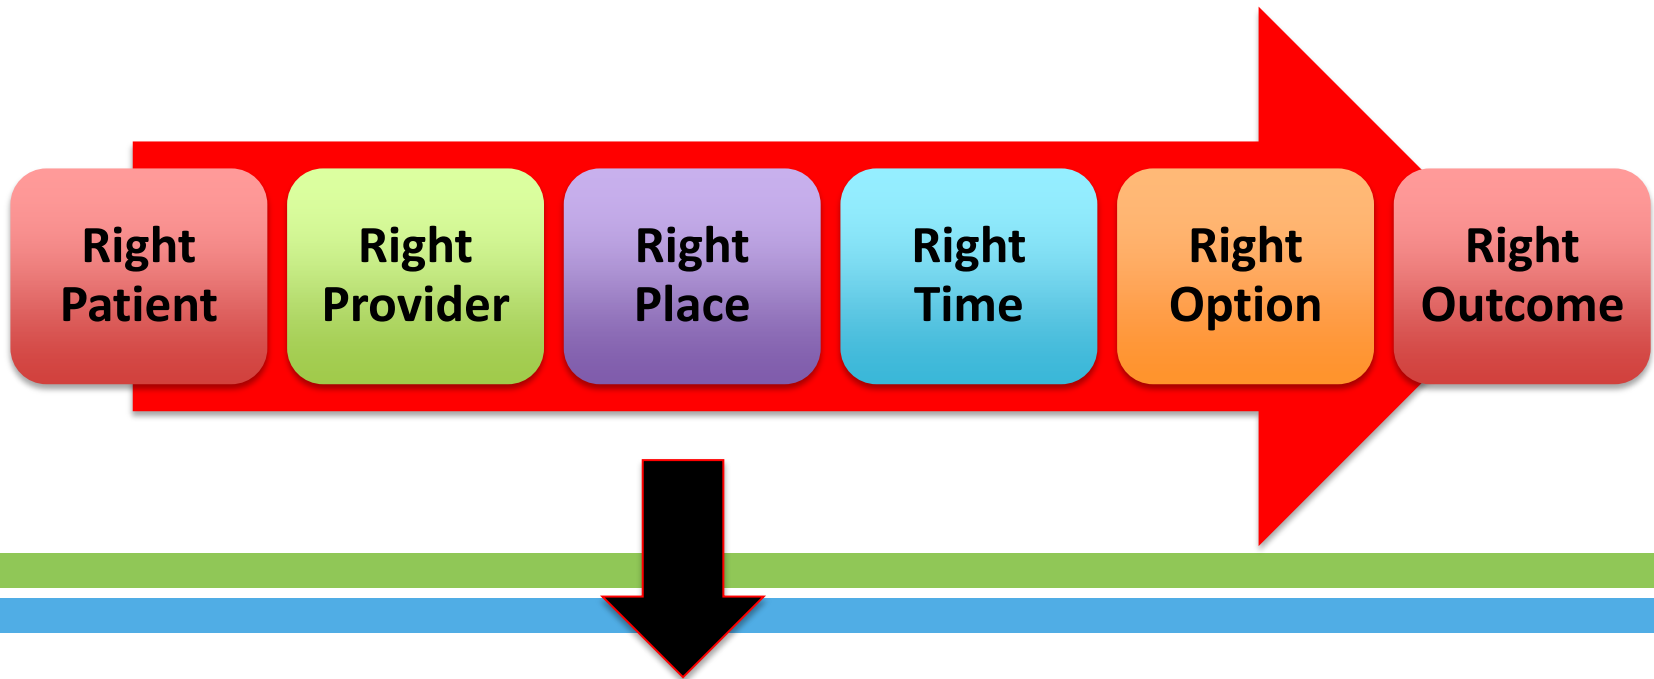 Right
Patient
Right
Provider
Right
Place
Right
Time
Right
Option
Right
Outcome